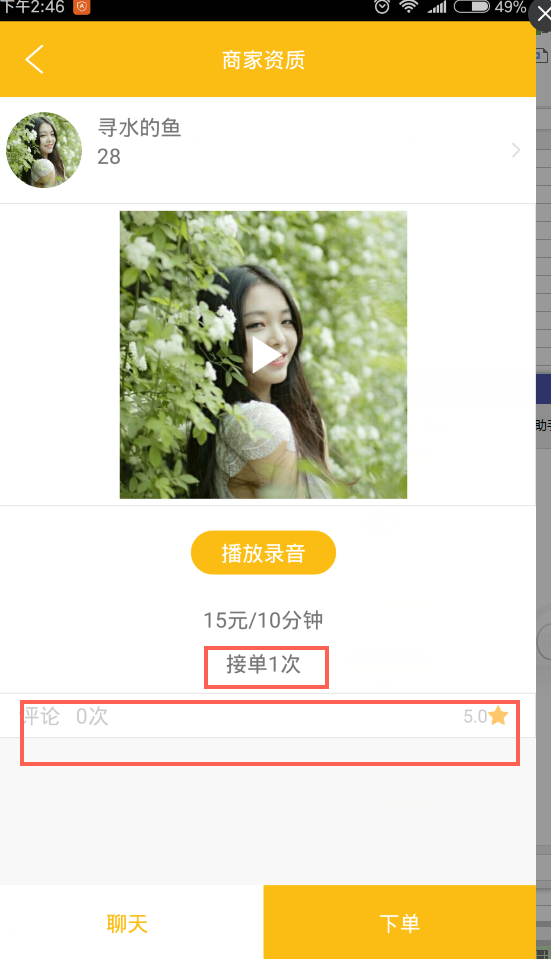 下午2:46
49%
商家资质
寻水的鱼
28
播放录音
15元/10分钟
接单1次
评论 0次 5.0
聊天
下单